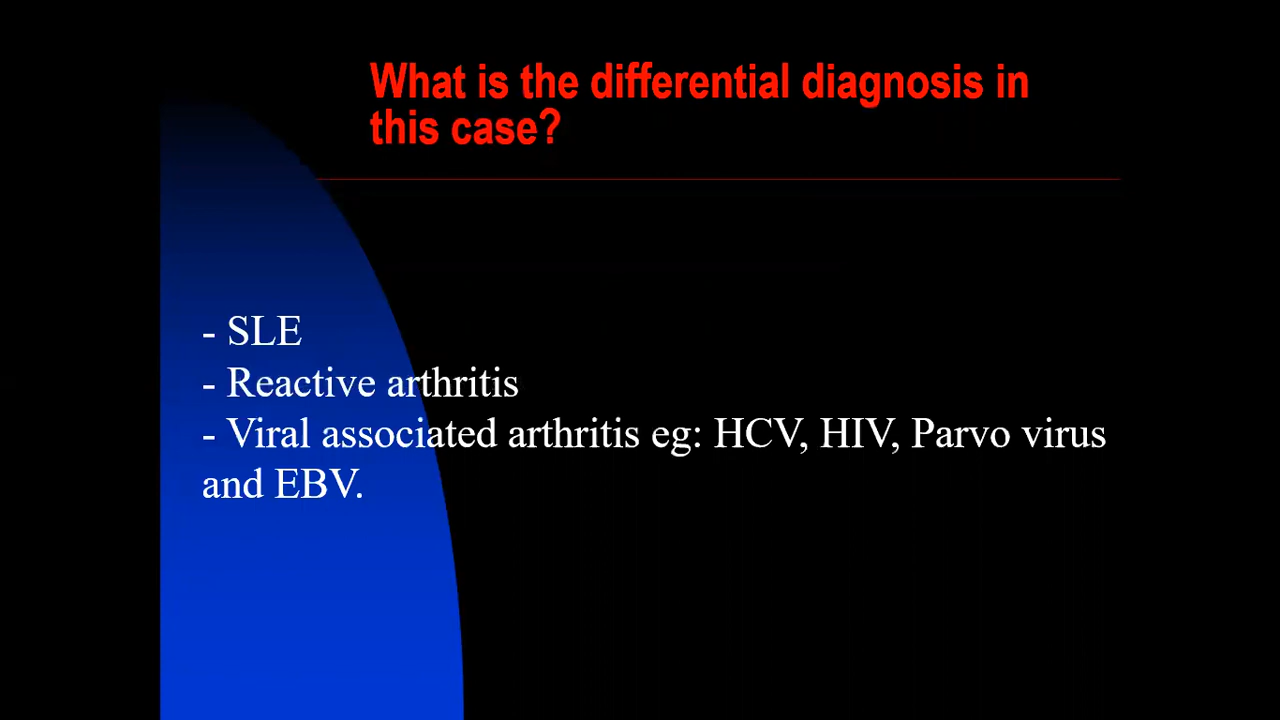 What is the differential diagnosis in
this case?
- SLE
- Reactive arthritis
- Viral associated arthritis eg: HCV, HIV, Parvo virus
and EBV.